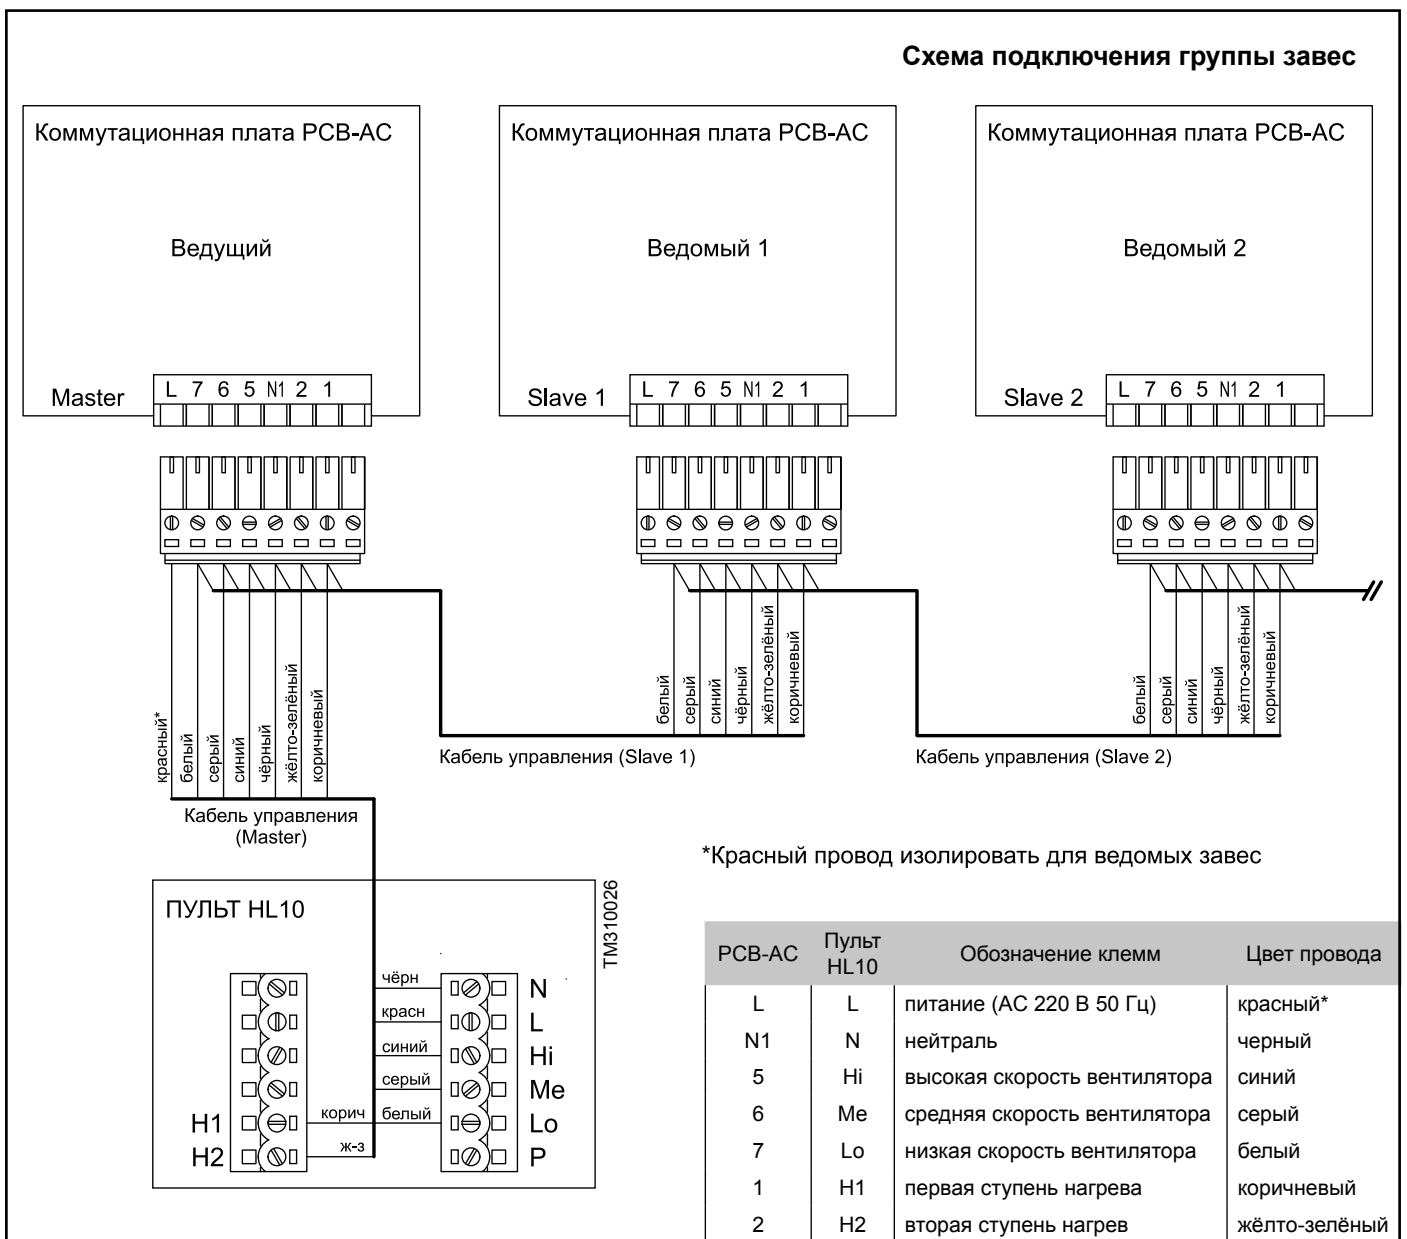 Схема подключения группы завес
Коммутационная плата PCB-AC
Коммутационная плата PCB-AC
Коммутационная плата PCB-AC
Ведущий
Ведомый 1
Ведомый 2
Master
L 7 6 5 N1 2 1
Slave 1
L 7 6 5 N1 2 1
Slave 2
L 7 6 5 N1 2 1
красный*
белый
серый
синий
чёрный
жёлто-зелёный
коричневый
белый
серый
синий
чёрный
жёлто-зелёный
коричневый
белый
серый
синий
чёрный
жёлто-зелёный
коричневый
Кабель управления (Slave 1)
Кабель управления (Slave 2)
Кабель управления
(Master)
*Красный провод изолировать для ведомых завес
ПУЛЬТ HL10
TM310026
чёрн
N
красн
L
синий
Hi
серый
Me
H1
корич
белый
Lo
H2
ж-з
P
PCB-AC Пульт HL10 Обозначение клемм Цвет провода
L L питание (AC 220 В 50 Гц) красный*
N1 N нейтраль черный
5 Hi высокая скорость вентилятора синий
6 Me средняя скорость вентилятора серый
7 Lo низкая скорость вентилятора белый
1 H1 первая ступень нагрева коричневый
2 H2 вторая ступень нагрев жёлто-зелёный